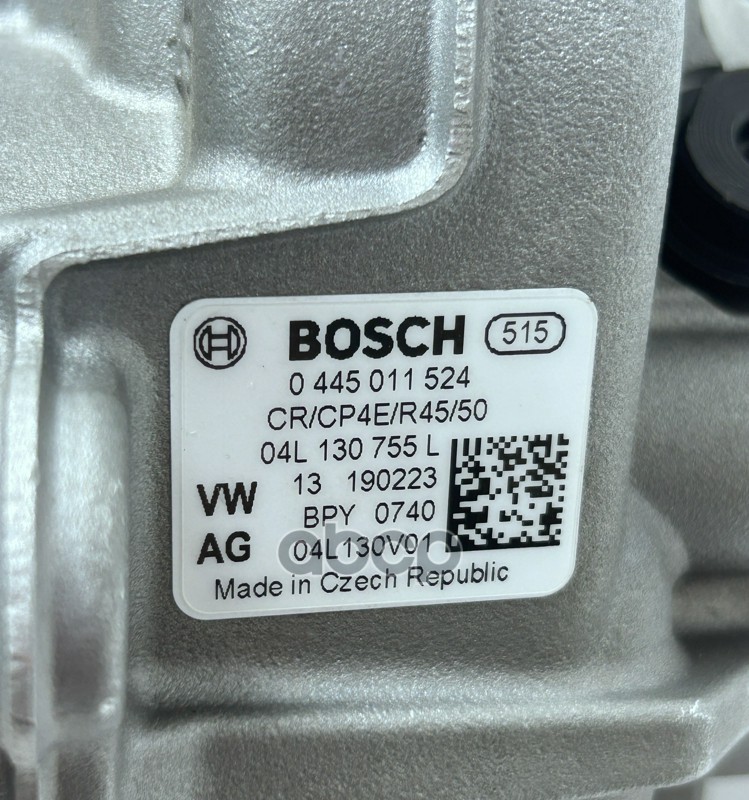 BOSCH 515
0 445 011 524
CR/CP4E/R45/50
04L 130 755 L
VW 13 190223
BPY 0740
AG 04L130V01
abcp
Made in Czech Republic